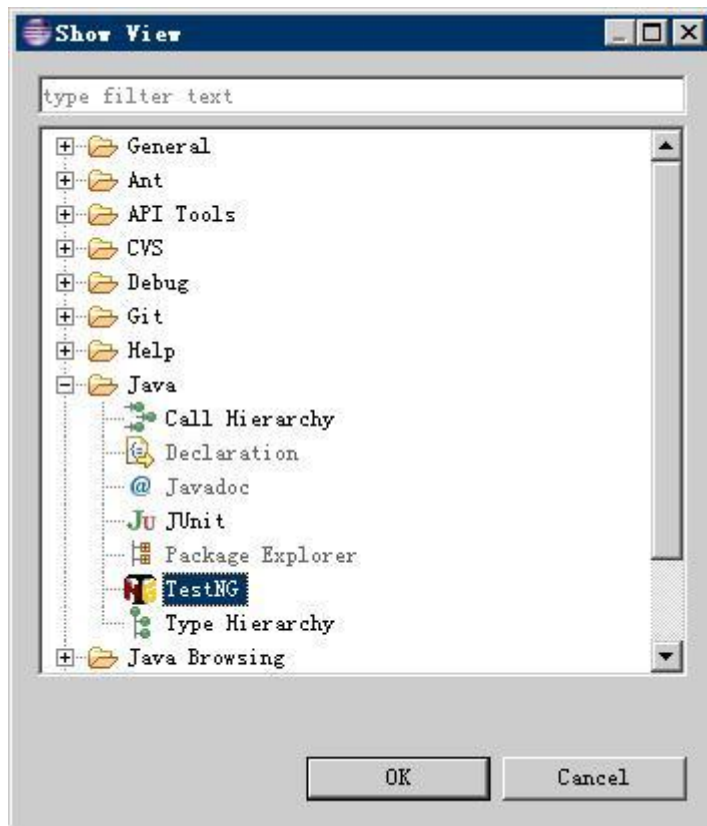 Show View
type filter text
General
Ant
API Tools
CVS
Debug
Git
Help
Java
Call Hierarchy
Declaration
@ Javadoc
JU JUnit
Package Explorer
TestNG
Type Hierarchy
Java Browsing
OK Cancel